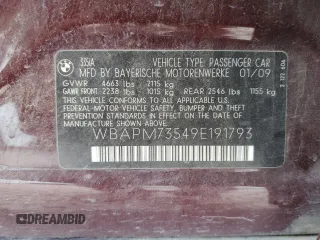 BMW
335iA VEHICLE TYPE PASSENGER CAR
MFD BY BAYERISCHE MOTORENWERKE 01/09
GVWR 4663 lbs 2115 kg
GAWR FRONT 2238 lbs 1015 kg REAR 2546 lbs 1155 kg
THIS VEHICLE CONFORMS TO ALL APPLICABLE
FEDERAL MOTOR VEHICLE SAFETY, BUMPER AND THEFT
PREVENTION STANDARDS IN EFFECT ON THE DATE OF
MANUFACTURE SHOWN ABOVE.
WBAPM73549E191793
DREAMBID